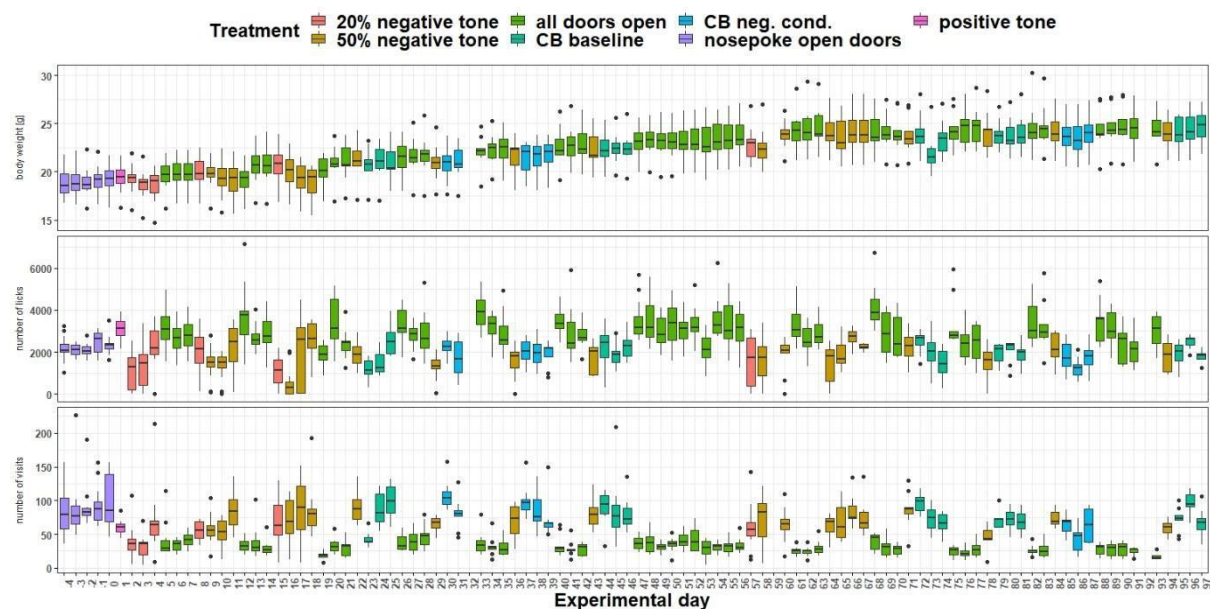 Treatment
20% negative tone all doors open CB neg. cond. positive tone
50% negative tone CB baseline nosepoke open doors
body weight [g]
30
25
20
15
number of licks
6000
4000
2000
0
number of visits
200
150
100
50
0
-4 -3 -2 -1 0 1 2 3 4 5 6 7 8 9 10 11 12 13 14 15 16 17 18 19 20 21 22 23 24 25 26 27 28 29 30 31 32 33 34 35 36 37 38 39 40 41 42 43 44 45 46 47 48 49 50 51 52 53 54 55 56 57 58 59 60 61 62 63 64 65 66 67 68 69 70 71 72 73 74 75 76 77 78 79 80 81 82 83 84 85 86 87 88 89 90 91 92 93 94 95 96 97
Experimental day